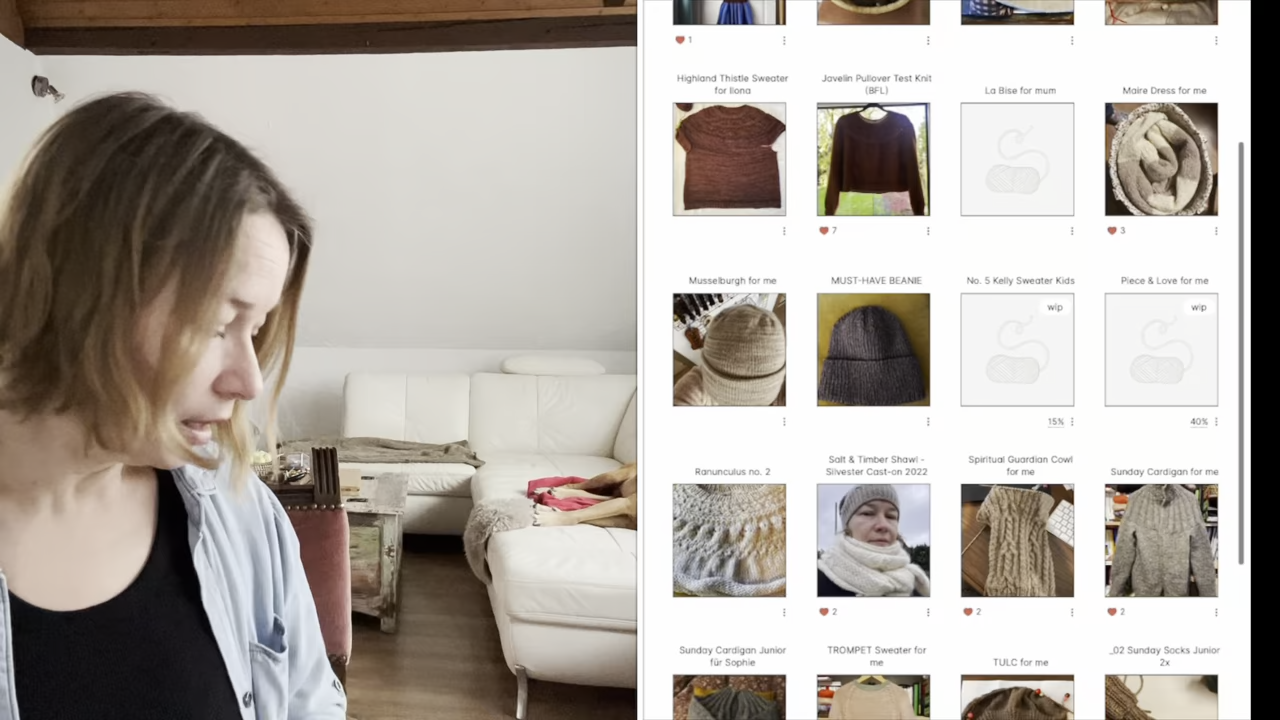 1
Highland Thistle Sweater
for Ilona
Javelin Pullover Test Knit
(BFL)
La Bise for mum
Maire Dress for me
7
3
Musselburgh for me
MUST-HAVE BEANIE
No. 5 Kelly Sweater Kids
Piece & Love for me
wip
wip
15%
40%
Ranunculus no. 2
Salt & Timber Shawl -
Silvester Cast-on 2022
Spiritual Guardian Cowl
for me
Sunday Cardigan for me
2
2
2
Sunday Cardigan Junior
für Sophie
TROMPET Sweater for
me
TULC for me
_02 Sunday Socks Junior
2x